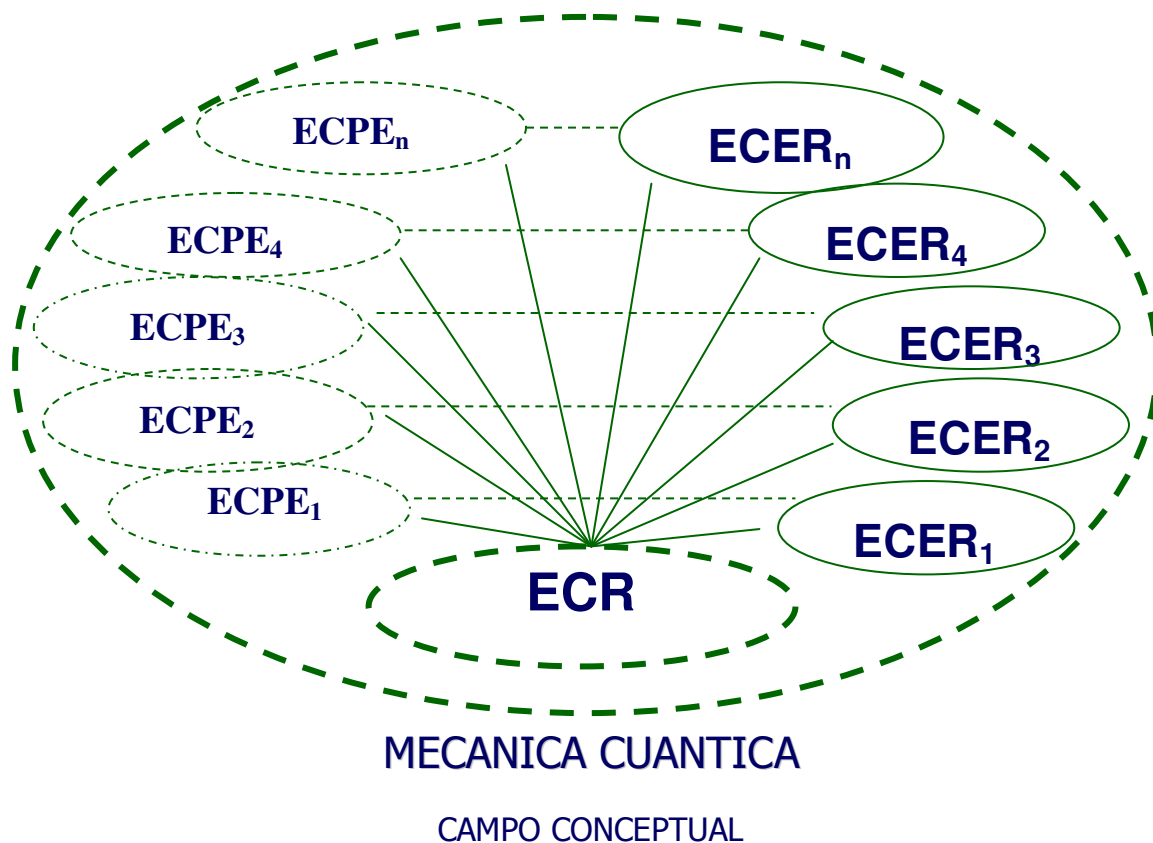 ECPEn ECERn
ECPE4 ECER4
ECPE3 ECER3
ECPE2 ECER2
ECPE1 ECER1
ECR
MECANICA CUANTICA
CAMPO CONCEPTUAL